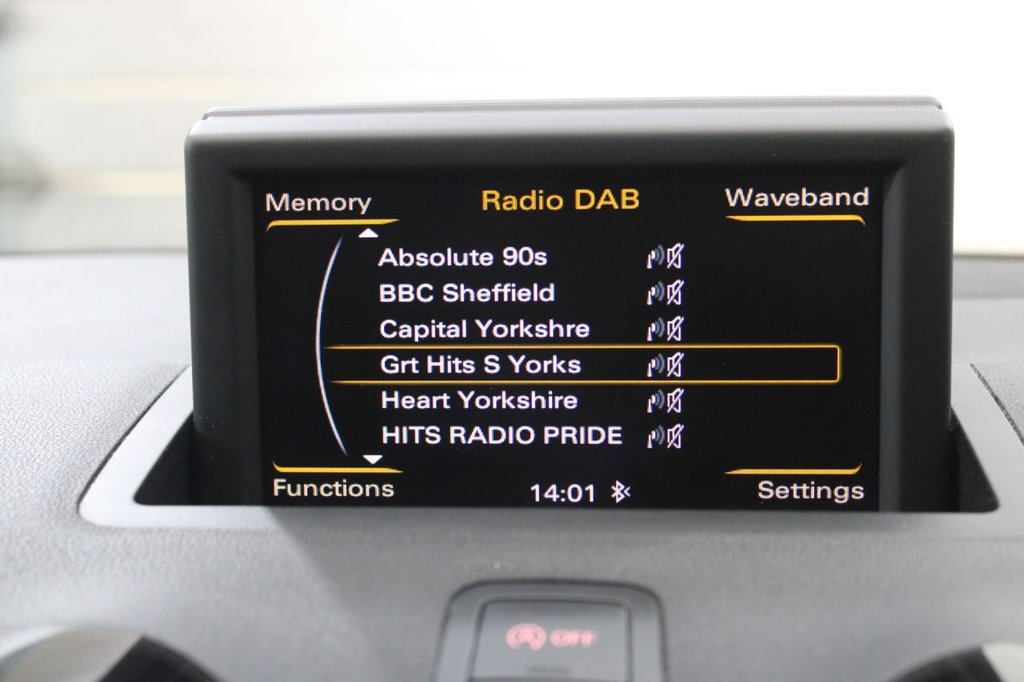 Memory Radio DAB Waveband
Absolute 90s
BBC Sheffield
Capital Yorkshre
Grt Hits S Yorks
Heart Yorkshire
HITS RADIO PRIDE
Functions 14:01 Settings
OFF